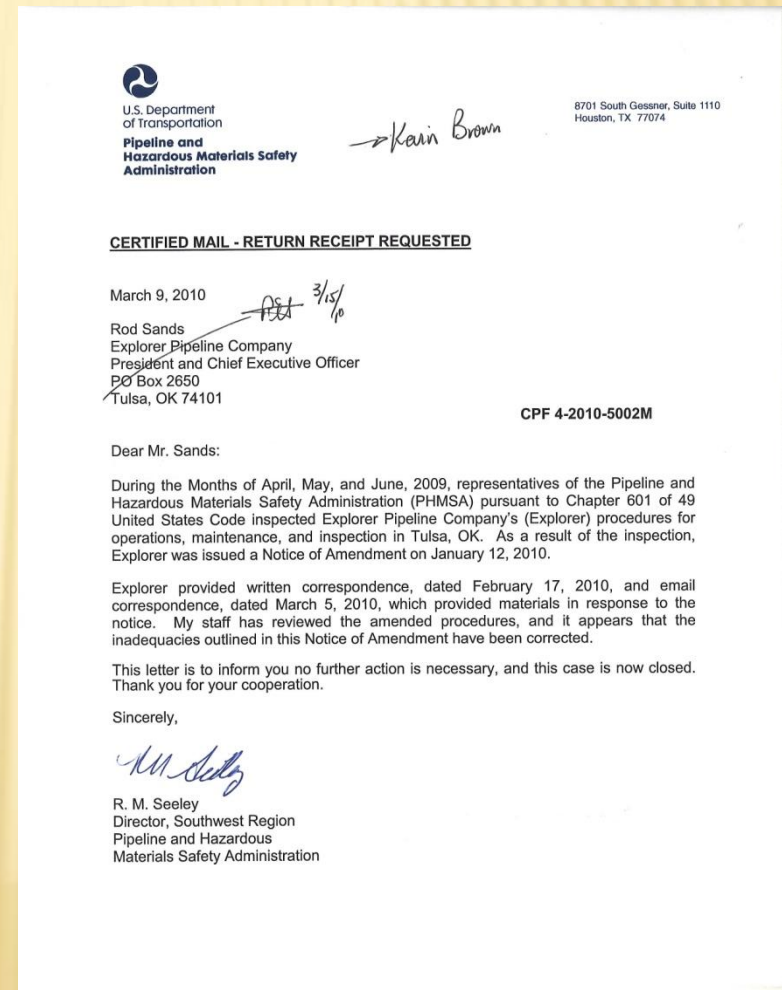 U.S. Department
of Transportation
Pipeline and
Hazardous Materials Safety
Administration
→ Karin Brown
8701 South Gessner, Suite 1110
Houston, TX 77074
CERTIFIED MAIL - RETURN RECEIPT REQUESTED
March 9, 2010
3/15/10
Rod Sands
Explorer Pipeline Company
President and Chief Executive Officer
PO Box 2650
Tulsa, OK 74101
CPF 4-2010-5002M
Dear Mr. Sands:
During the Months of April, May, and June, 2009, representatives of the Pipeline and
Hazardous Materials Safety Administration (PHMSA) pursuant to Chapter 601 of 49
United States Code inspected Explorer Pipeline Company's (Explorer) procedures for
operations, maintenance, and inspection in Tulsa, OK. As a result of the inspection,
Explorer was issued a Notice of Amendment on January 12, 2010.
Explorer provided written correspondence, dated February 17, 2010, and email
correspondence, dated March 5, 2010, which provided materials in response to the
notice. My staff has reviewed the amended procedures, and it appears that the
inadequacies outlined in this Notice of Amendment have been corrected.
This letter is to inform you no further action is necessary, and this case is now closed.
Thank you for your cooperation.
Sincerely,
R. M. Seeley
Director, Southwest Region
Pipeline and Hazardous
Materials Safety Administration